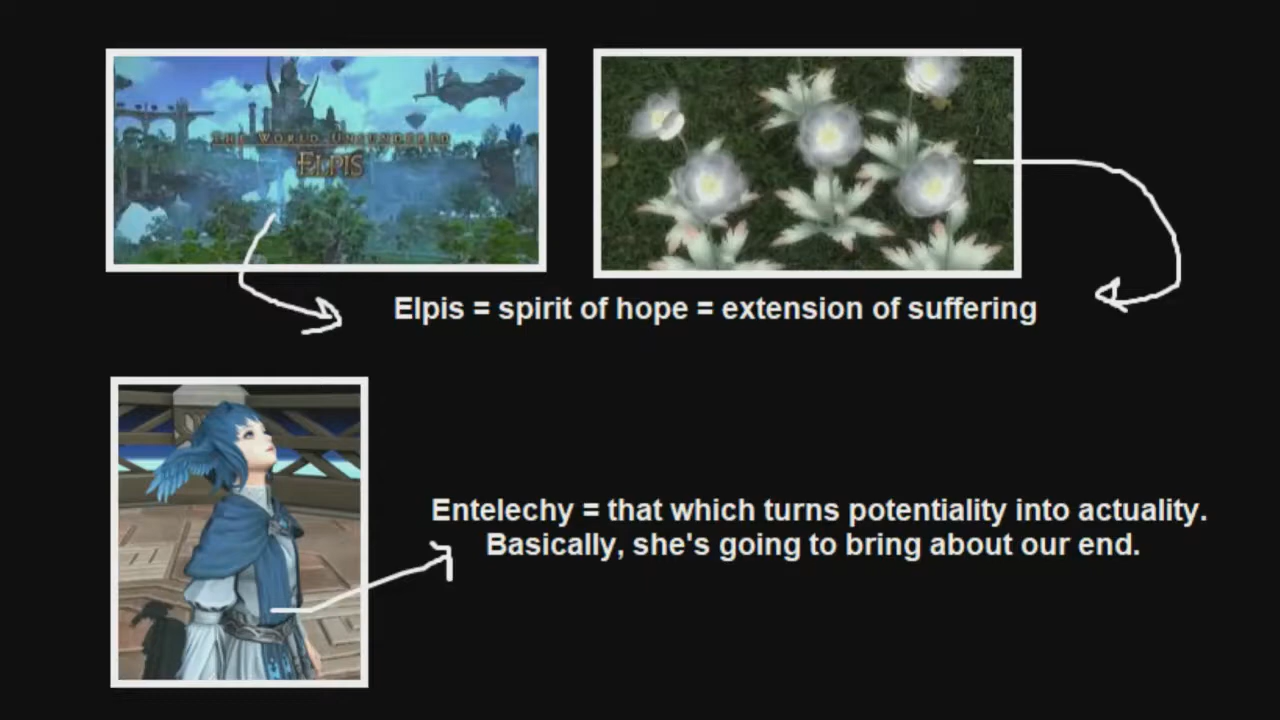 THE WORLD UNSUNDERED
ELPIS
Elpis = spirit of hope = extension of suffering
Entelechy = that which turns potentiality into actuality.
Basically, she's going to bring about our end.